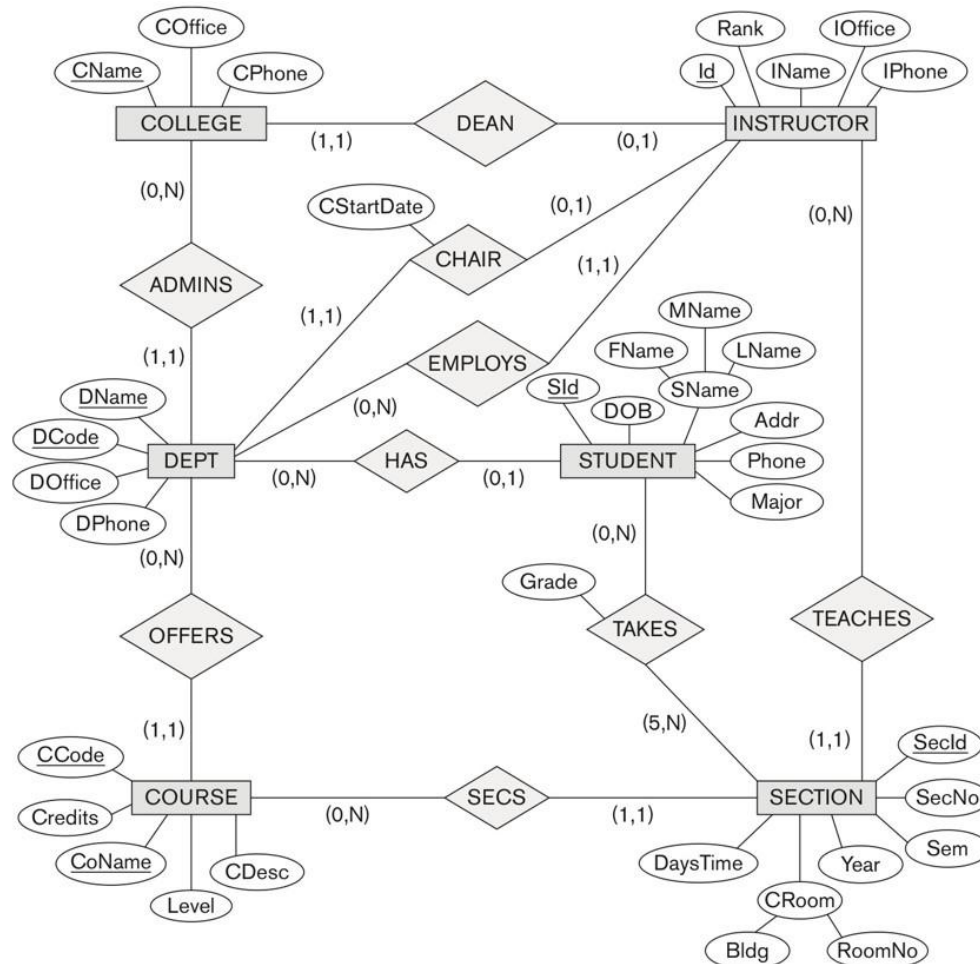 COffice
CName
CPhone
COLLEGE
(1,1)
DEAN
(0,1)
Rank
IOffice
Id
IName
IPhone
INSTRUCTOR
(0,N)
CStartDate
(0,1)
(0,N)
CHAIR
ADMINS
(1,1)
(1,1)
MName
(1,1)
EMPLOYS
FName
LName
DName
(0,N)
SId
SName
DCode
DOB
Addr
DEPT
(0,N)
HAS
(0,1)
STUDENT
Phone
DOffice
Major
DPhone
(0,N)
(0,N)
Grade
OFFERS
TAKES
TEACHES
(1,1)
(5,N)
(1,1)
CCode
SecId
COURSE
(0,N)
SECS
(1,1)
SECTION
SecNo
Credits
Sem
CoName
CDesc
DaysTime
Year
Level
CRoom
Bldg
RoomNo